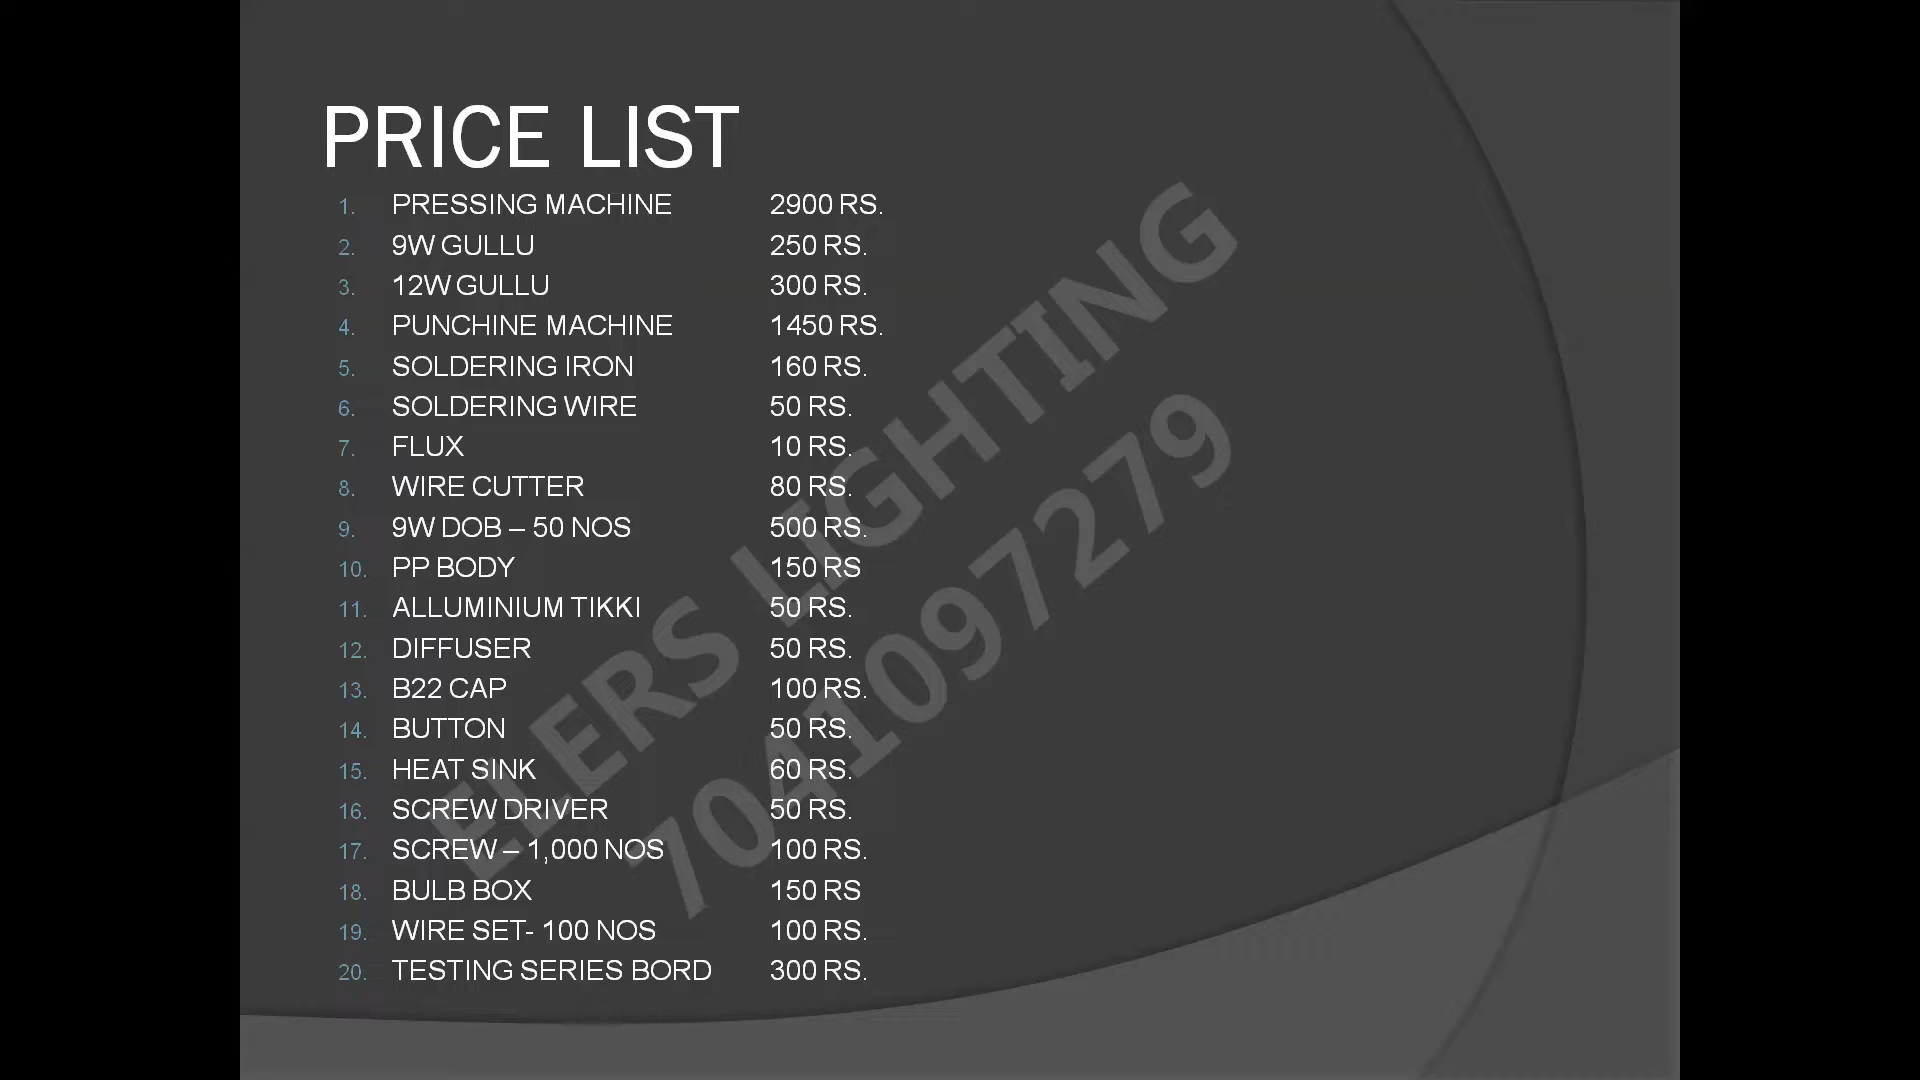 PRICE LIST
1. PRESSING MACHINE 2900 RS.
2. 9W GULLU 250 RS.
3. 12W GULLU 300 RS.
4. PUNCHINE MACHINE 1450 RS.
5. SOLDERING IRON 160 RS.
6. SOLDERING WIRE 50 RS.
7. FLUX 10 RS.
8. WIRE CUTTER 80 RS.
9. 9W DOB – 50 NOS 500 RS.
10. PP BODY 150 RS
11. ALLUMINIUM TIKKI 50 RS.
12. DIFFUSER 50 RS.
13. B22 CAP 100 RS.
14. BUTTON 50 RS.
15. HEAT SINK 60 RS.
16. SCREW DRIVER 50 RS.
17. SCREW – 1,000 NOS 100 RS.
18. BULB BOX 150 RS
19. WIRE SET- 100 NOS 100 RS.
20. TESTING SERIES BORD 300 RS.
ELERS LIGHTING
7041097279